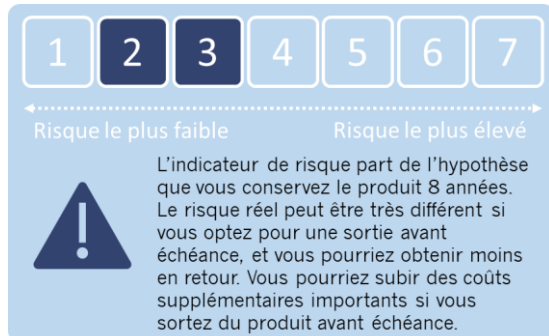 1 2 3 4 5 6 7
Risque le plus faible Risque le plus élevé
L'indicateur de risque part de l'hypothèse
que vous conservez le produit 8 années.
Le risque réel peut être très différent si
vous optez pour une sortie avant
échéance, et vous pourriez obtenir moins
en retour. Vous pourriez subir des coûts
supplémentaires importants si vous
sortez du produit avant échéance.